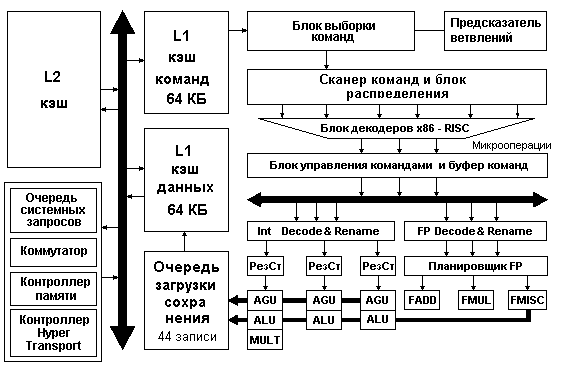 L2
кэш
L1
кэш
команд
64 КБ
Блок выборки
команд
Предсказатель
ветвлений
Сканер команд и блок
распределения
Блок декодеров x86 - RISC
Микрооперации
Блок управления командами и буфер команд
L1
кэш
данных
64 КБ
Очередь
системных
запросов
Коммутатор
Контроллер
памяти
Контроллер
Hyper
Transport
Очередь
загрузки
сохра
нения
44 записи
Int Decode & Rename
FP Decode & Rename
РезСт
РезСт
РезСт
Планировщик FP
AGU
AGU
AGU
FADD
FMUL
FMISC
ALU
ALU
ALU
MULT